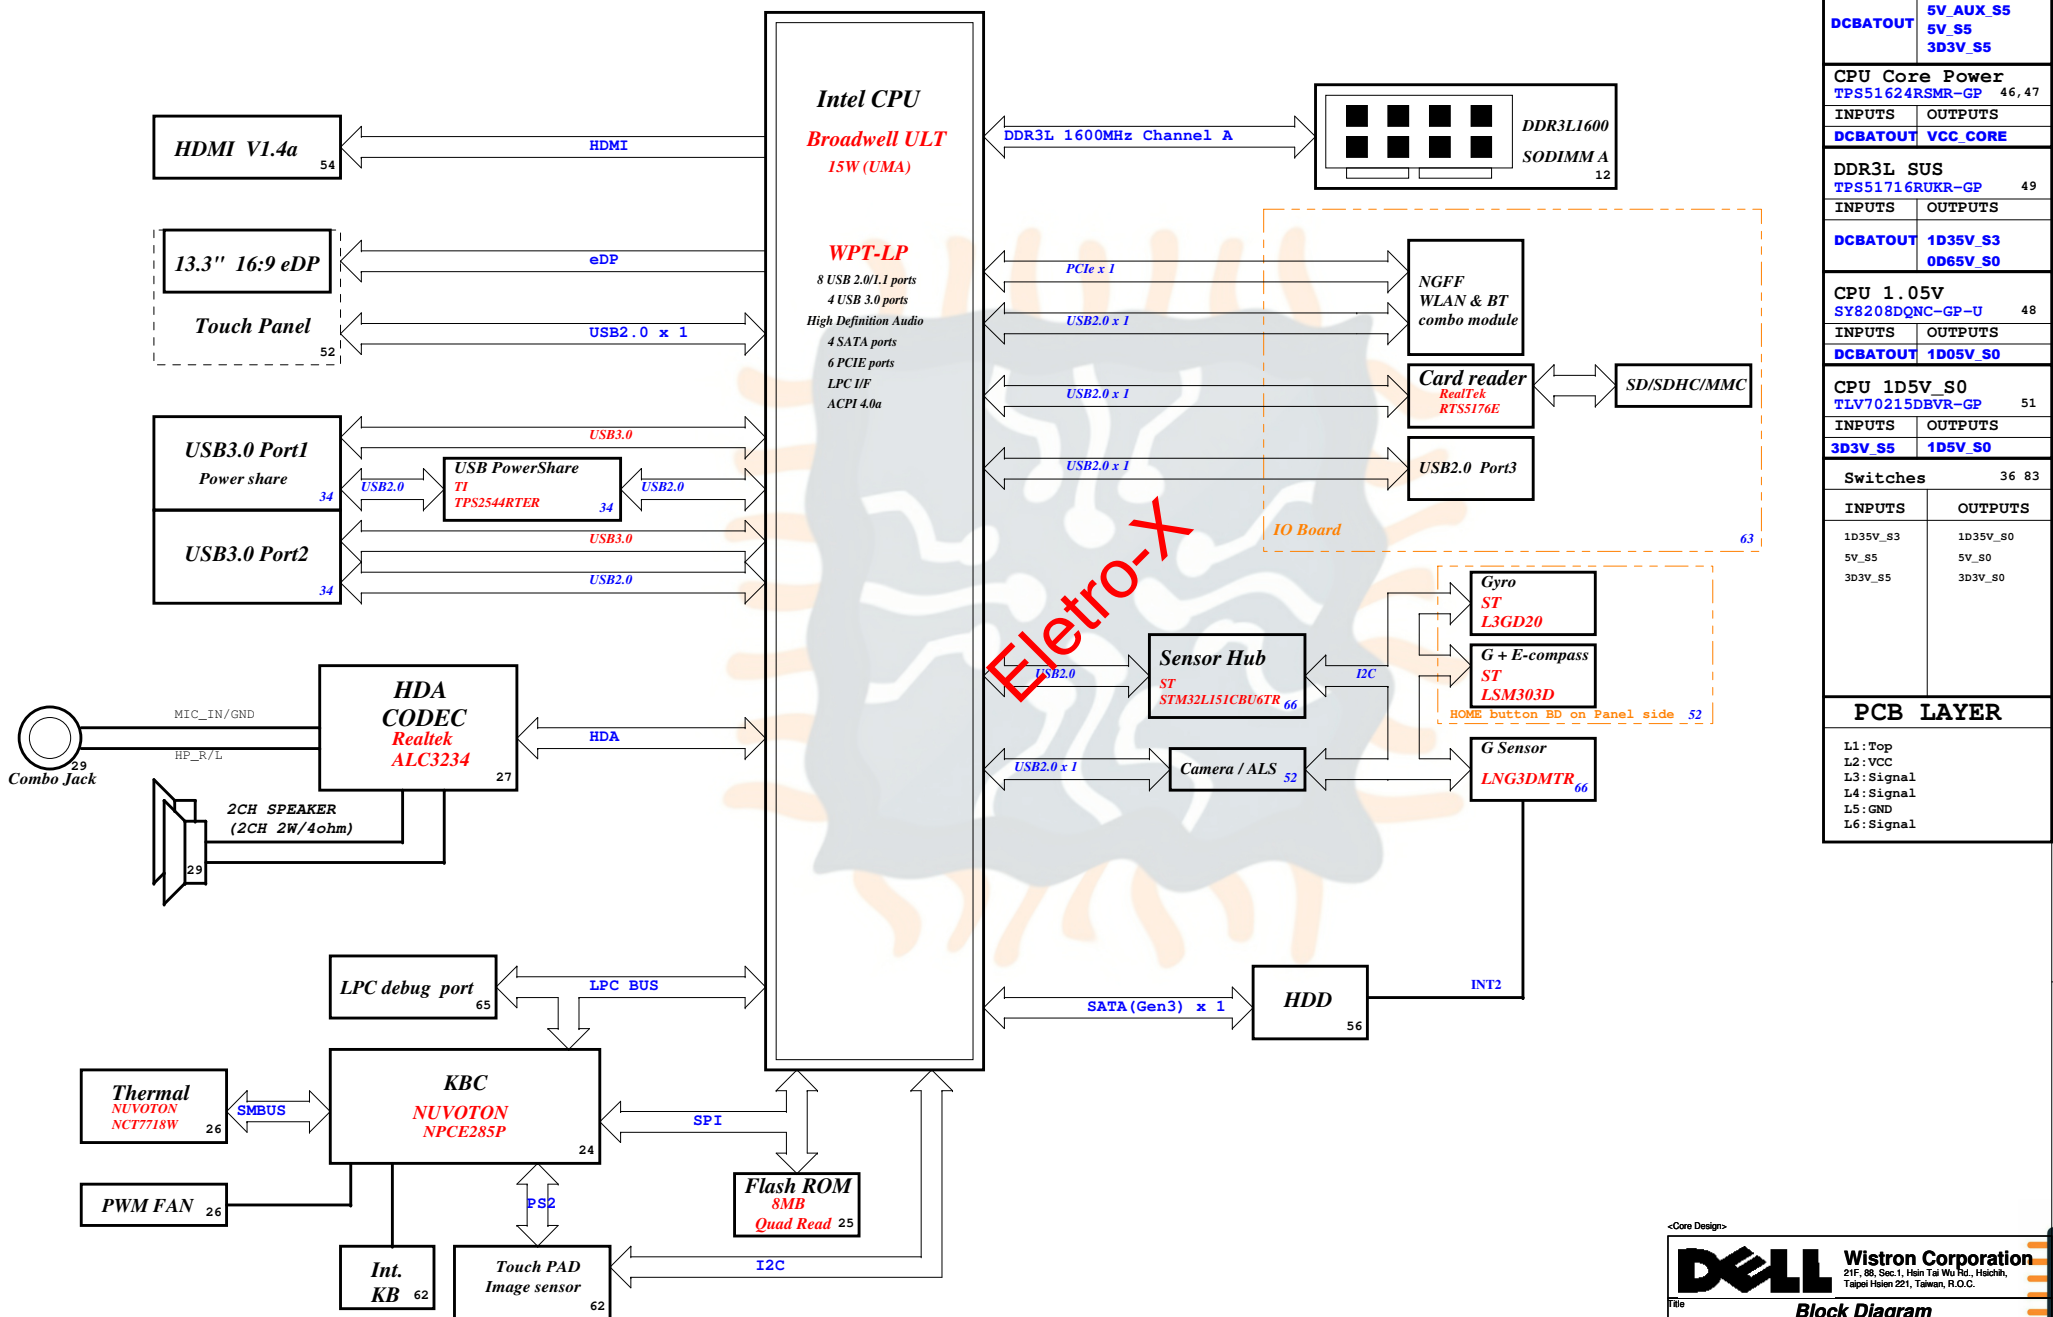 HDMI V1.4a
54
HDMI
13.3" 16:9 eDP
eDP
Touch Panel
52
USB2.0 x 1
USB3.0 Port1
Power share
34
USB3.0
USB2.0
USB PowerShare
TI
TPS2544RTER
34
USB2.0
USB3.0 Port2
34
USB3.0
USB2.0
HDA
CODEC
Realtek
ALC3234
27
HDA
MIC_IN/GND
HP_R/L
29
Combo Jack
2CH SPEAKER
(2CH 2W/4ohm)
29
LPC debug port
65
LPC BUS
KBC
NUVOTON
NPCE285P
24
Thermal
NUVOTON
NCT7718W
26
SMBUS
SPI
PWM FAN
26
Int.
KB
62
PS2
Touch PAD
Image sensor
62
I2C
Flash ROM
8MB
Quad Read
25
Intel CPU
Broadwell ULT
15W (UMA)
WPT-LP
8 USB 2.0/1.1 ports
4 USB 3.0 ports
High Definition Audio
4 SATA ports
6 PCIE ports
LPC I/F
ACPI 4.0a
DDR3L 1600MHz Channel A
DDR3L1600
SODIMM A
12
PCIe x 1
USB2.0 x 1
NGFF
WLAN & BT
combo module
USB2.0 x 1
Card reader
RealTek
RTS5176E
SD/SDHC/MMC
USB2.0 x 1
USB2.0 Port3
IO Board
63
Eletro-X
USB2.0
Sensor Hub
ST
STM32L151CBU6TR
66
I2C
Gyro
ST
L3GD20
G + E-compass
ST
LSM303D
HOME button BD on Panel side
52
USB2.0 x 1
Camera / ALS
52
G Sensor
LNG3DMTR
66
INT2
SATA(Gen3) x 1
HDD
56
DCBATOUT
5V_AUX_S5
5V_S5
3D3V_S5
CPU Core Power
TPS51624RSMR-GP 46,47
INPUTS OUTPUTS
DCBATOUT VCC_CORE
DDR3L SUS
TPS51716RUKR-GP 49
INPUTS OUTPUTS
DCBATOUT 1D35V_S3
0D65V_S0
CPU 1.05V
SY8208DQNC-GP-U 48
INPUTS OUTPUTS
DCBATOUT 1D05V_S0
CPU 1D5V_S0
TLV70215DBVR-GP 51
INPUTS OUTPUTS
3D3V_S5 1D5V_S0
Switches 36 83
INPUTS OUTPUTS
1D35V_S3 1D35V_S0
5V_S5 5V_S0
3D3V_S5 3D3V_S0
PCB LAYER
L1:Top
L2:VCC
L3:Signal
L4:Signal
L5:GND
L6:Signal
<Core Design>
DELL
Wistron Corporation
21F, 88, Sec.1, Hsin Tai Wu Rd., Hsichih,
Taipei Hsien 221, Taiwan, R.O.C.
Title
Block Diagram